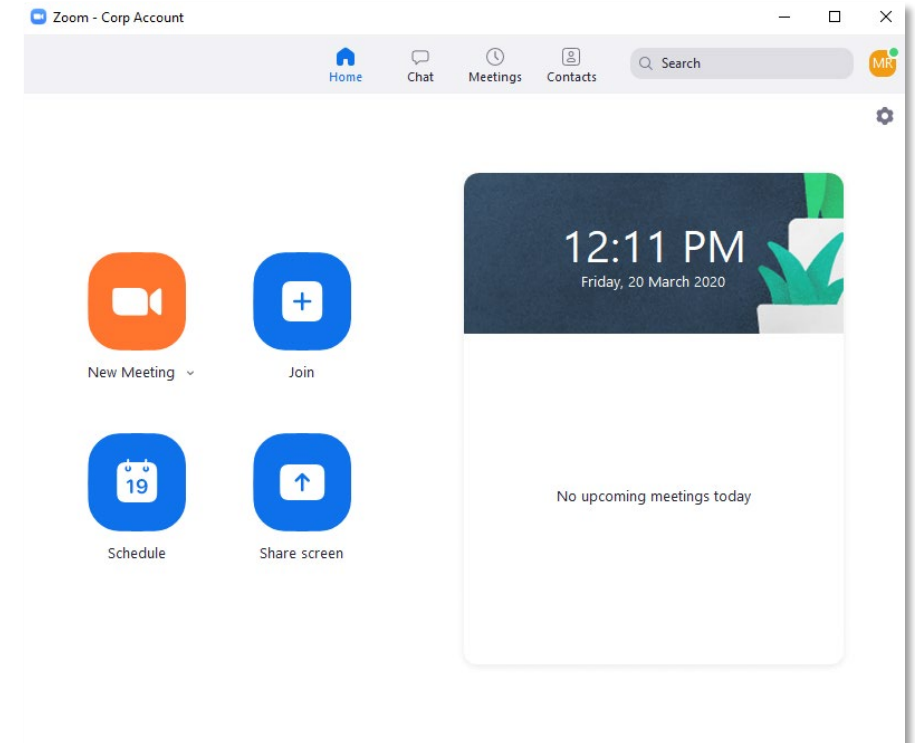 Zoom - Corp Account
Home
Chat
Meetings
Contacts
Search
MR
12:11 PM
Friday, 20 March 2020
New Meeting
Join
19
Schedule
Share screen
No upcoming meetings today